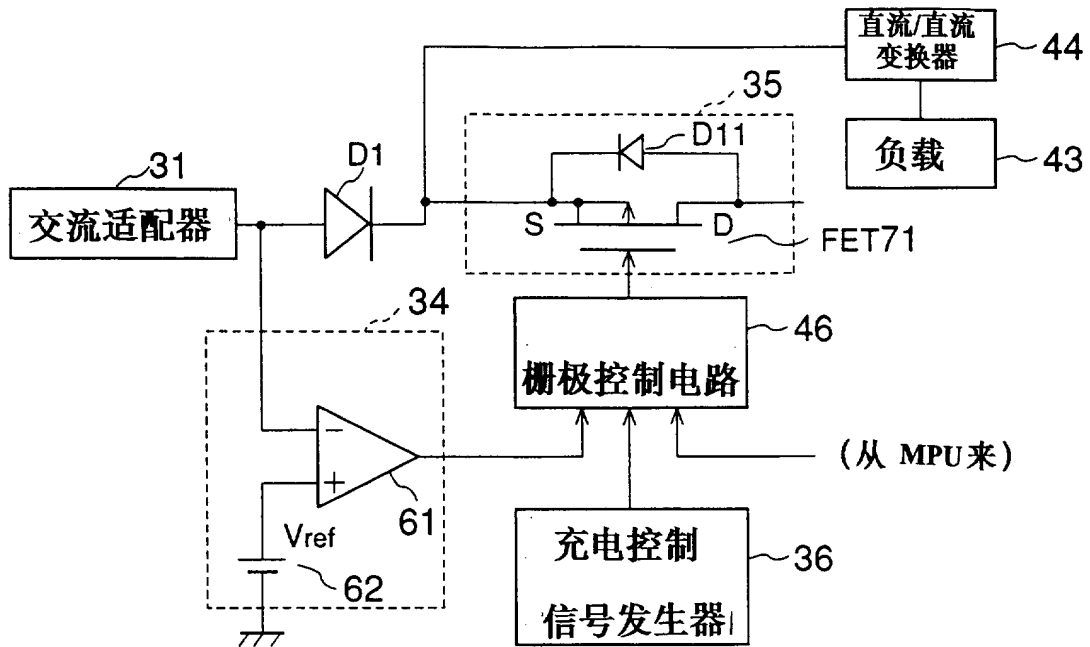 直流/直流
变换器
44
35
D11
负载
43
31
D1
交流适配器
S
D
FET71
34
46
栅极控制电路
−
+
61
(从 MPU来)
Vref
62
充电控制
信号发生器
36